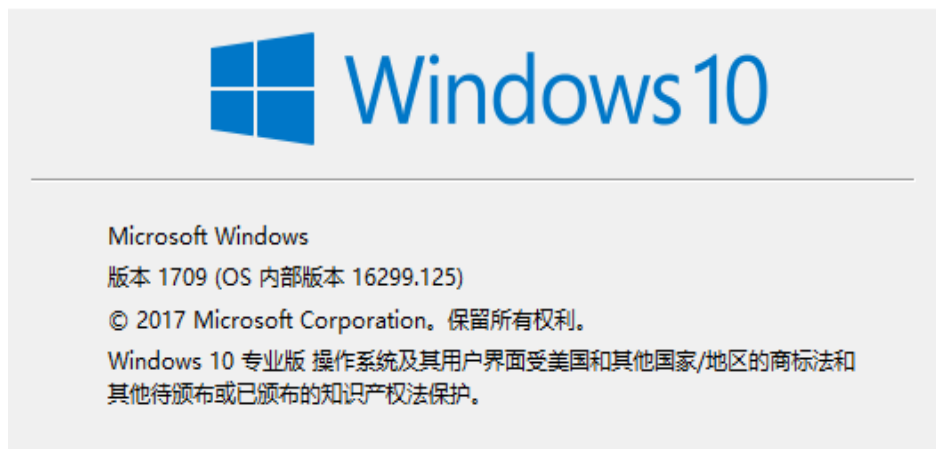 Windows 10
Microsoft Windows
版本 1709 (OS 内部版本 16299.125)
© 2017 Microsoft Corporation。保留所有权利。
Windows 10 专业版 操作系统及其用户界面受美国和其他国家/地区的商标法和
其他待颁布或已颁布的知识产权法保护。